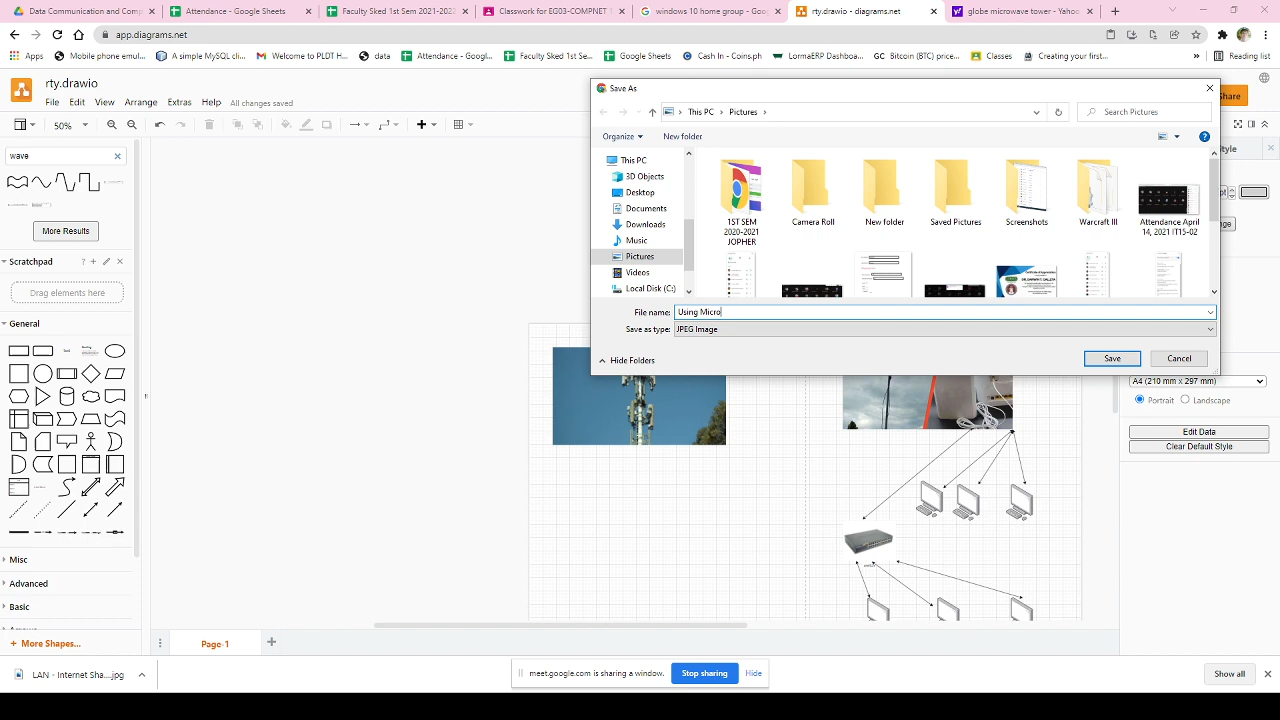 Data Communication and Comp
Attendance - Google Sheets
Faculty Sked 1st Sem 2021-2022
Classwork for EG03-COMPNET 1
windows 10 home group - Goog
rty.drawio - diagrams.net
globe microwave tower - Yahoo
app.diagrams.net
Apps
Mobile emul...
A simple MySQL cli...
Welcome to PLDT H...
data
Attendance - Googl...
Faculty Sked 1st Se...
Google Sheets
Cash - Coins.ph
LormaERP Dashboa...
GC Bitcoin (BTC) price...
Classes
Creating your first...
»
Reading list
rty.drawio
File Edit View Arrange Extras Help All changes saved
Share
50%
wave
More Results
Scratchpad
Drag elements here
General
Text
Misc
Advanced
Basic
+ More Shapes...
Save As
This PC > Pictures >
Search Pictures
Organize
New folder
This PC
3D Objects
Desktop
Documents
Downloads
Music
Pictures
Videos
Local Disk (C:)
1ST SEM 2020-2021 JOPHER
Camera Roll
New folder
Saved Pictures
Screenshots
Warcraft III
Attendance April 14, 2021 IT15-02
File name: Using Micro
Save as type: JPEG Image
Hide Folders
Save
Cancel
Style
A4 (210 mm x 297 mm)
Portrait
Landscape
Edit Data
Clear Default Style
Page-1
LAN - Internet Sha....jpg
meet.google.com is sharing a window.
Stop sharing
Hide
Show all